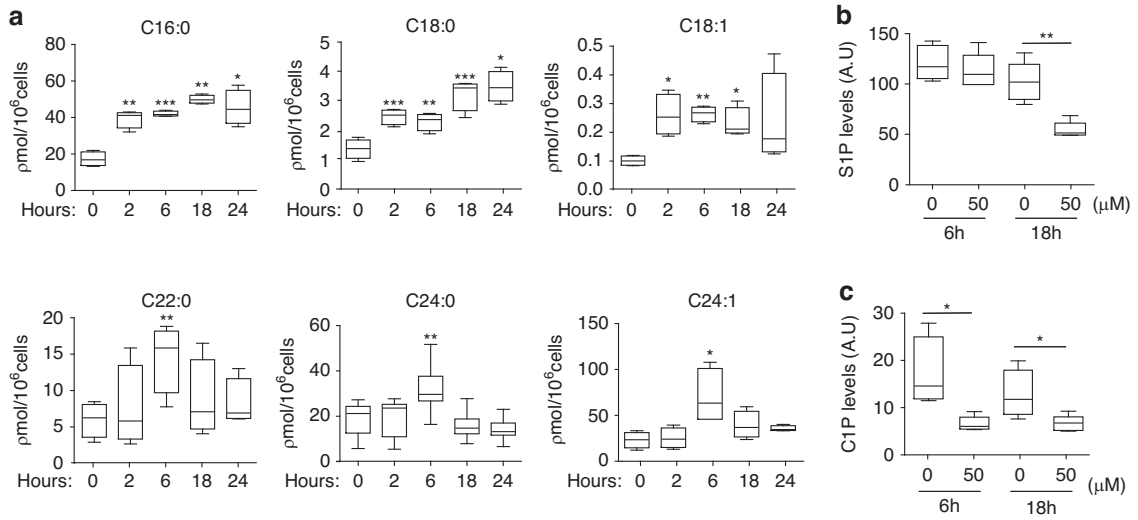 a
C16:0
ρmol/10⁶cells
80
60
40
20
0
**
***
**
*
Hours: 0 2 6 18 24
C18:0
ρmol/10⁶cells
5
4
3
2
1
0
***
**
***
*
Hours: 0 2 6 18 24
C18:1
ρmol/10⁶cells
0.5
0.4
0.3
0.2
0.1
0.0
*
**
*
Hours: 0 2 6 18 24
C22:0
ρmol/10⁶cells
20
15
10
5
0
**
Hours: 0 2 6 18 24
C24:0
ρmol/10⁶cells
60
40
20
0
**
Hours: 0 2 6 18 24
C24:1
ρmol/10⁶cells
150
100
50
0
*
Hours: 0 2 6 18 24
b
S1P levels (A.U)
150
100
50
0
**
0 50 0 50 (μM)
6h 18h
c
C1P levels (A.U)
30
20
10
0
*
*
0 50 0 50 (μM)
6h 18h